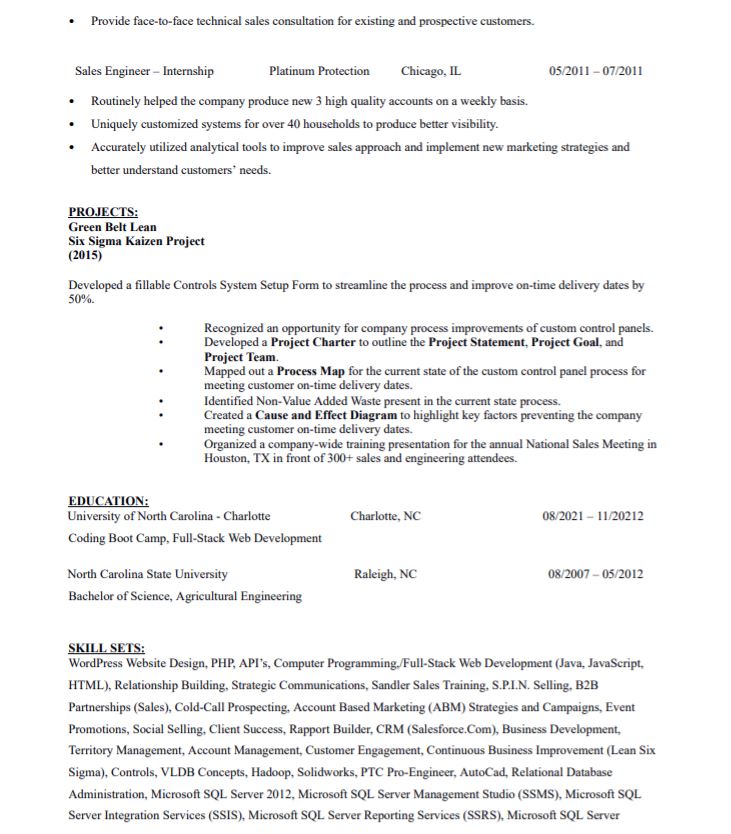 • Provide face-to-face technical sales consultation for existing and prospective customers.
Sales Engineer – Internship Platinum Protection Chicago, IL 05/2011 – 07/2011
• Routinely helped the company produce new 3 high quality accounts on a weekly basis.
• Uniquely customized systems for over 40 households to produce better visibility.
• Accurately utilized analytical tools to improve sales approach and implement new marketing strategies and
better understand customers’ needs.
PROJECTS:
Green Belt Lean
Six Sigma Kaizen Project
(2015)
Developed a fillable Controls System Setup Form to streamline the process and improve on-time delivery dates by
50%.
• Recognized an opportunity for company process improvements of custom control panels.
• Developed a Project Charter to outline the Project Statement, Project Goal, and
Project Team.
• Mapped out a Process Map for the current state of the custom control panel process for
meeting customer on-time delivery dates.
• Identified Non-Value Added Waste present in the current state process.
• Created a Cause and Effect Diagram to highlight key factors preventing the company
meeting customer on-time delivery dates.
• Organized a company-wide training presentation for the annual National Sales Meeting in
Houston, TX in front of 300+ sales and engineering attendees.
EDUCATION:
University of North Carolina - Charlotte Charlotte, NC 08/2021 – 11/20212
Coding Boot Camp, Full-Stack Web Development
North Carolina State University Raleigh, NC 08/2007 – 05/2012
Bachelor of Science, Agricultural Engineering
SKILL SETS:
WordPress Website Design, PHP, API’s, Computer Programming,/Full-Stack Web Development (Java, JavaScript,
HTML), Relationship Building, Strategic Communications, Sandler Sales Training, S.P.I.N. Selling, B2B
Partnerships (Sales), Cold-Call Prospecting, Account Based Marketing (ABM) Strategies and Campaigns, Event
Promotions, Social Selling, Client Success, Rapport Builder, CRM (Salesforce.Com), Business Development,
Territory Management, Account Management, Customer Engagement, Continuous Business Improvement (Lean Six
Sigma), Controls, VLDB Concepts, Hadoop, Solidworks, PTC Pro-Engineer, AutoCad, Relational Database
Administration, Microsoft SQL Server 2012, Microsoft SQL Server Management Studio (SSMS), Microsoft SQL
Server Integration Services (SSIS), Microsoft SQL Server Reporting Services (SSRS), Microsoft SQL Server